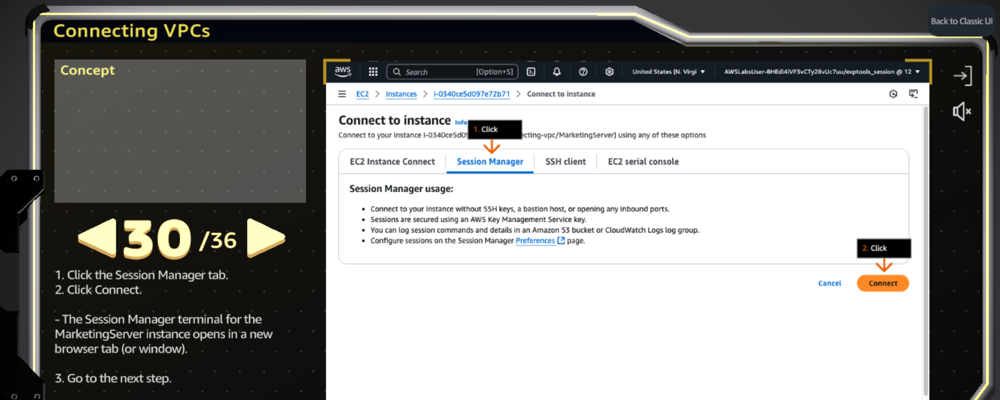 Back to Classic UI
Connecting VPCs
Concept
30 /36
1. Click the Session Manager tab.
2. Click Connect.
- The Session Manager terminal for the
MarketingServer instance opens in a new
browser tab (or window).
3. Go to the next step.
aws
Search [Option+S]
United States (N. Virgi
AWSLabsUser-8HEdi4iVF3vCTy28vUc7uu/exptools_session @ 12
EC2 > Instances > i-0340ce5d097e72b71 > Connect to instance
Connect to instance Info
1. Click
Connect to your instance i-0340ce5d09 ecting-vpc/MarketingServer) using any of these options
EC2 Instance Connect
Session Manager
SSH client
EC2 serial console
Session Manager usage:
• Connect to your instance without SSH keys, a bastion host, or opening any inbound ports.
• Sessions are secured using an AWS Key Management Service key.
• You can log session commands and details in an Amazon S3 bucket or CloudWatch Logs log group.
• Configure sessions on the Session Manager Preferences page.
2. Click
Cancel
Connect